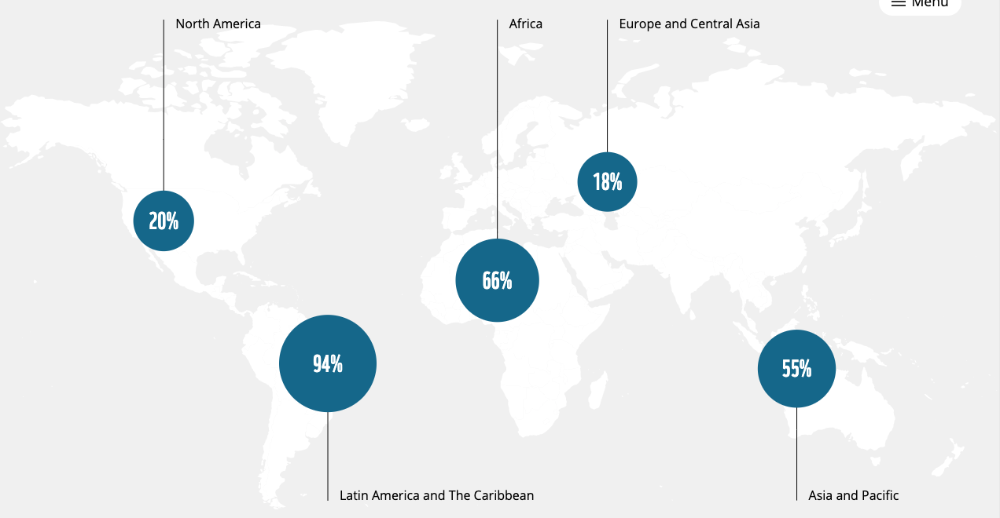 Menu
North America
Africa
Europe and Central Asia
18%
20%
66%
94%
55%
Latin America and The Caribbean
Asia and Pacific